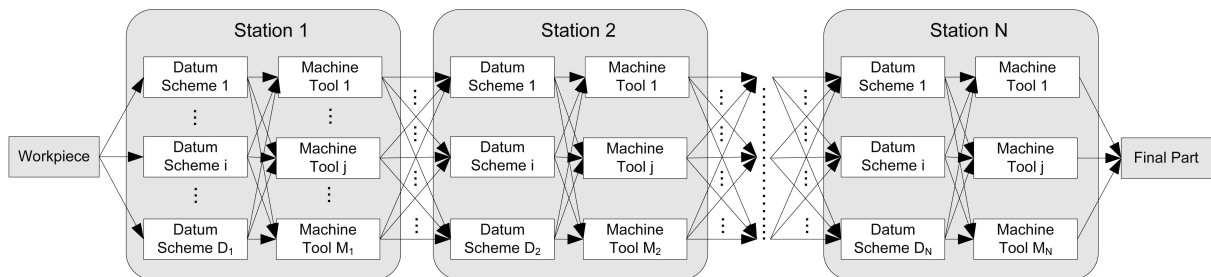 Workpiece
Station 1
Datum
Scheme 1
Datum
Scheme i
Datum
Scheme D1
Machine
Tool 1
Machine
Tool j
Machine
Tool M1
Station 2
Datum
Scheme 1
Datum
Scheme i
Datum
Scheme D2
Machine
Tool 1
Machine
Tool j
Machine
Tool M2
Station N
Datum
Scheme 1
Datum
Scheme i
Datum
Scheme DN
Machine
Tool 1
Machine
Tool j
Machine
Tool MN
Final Part